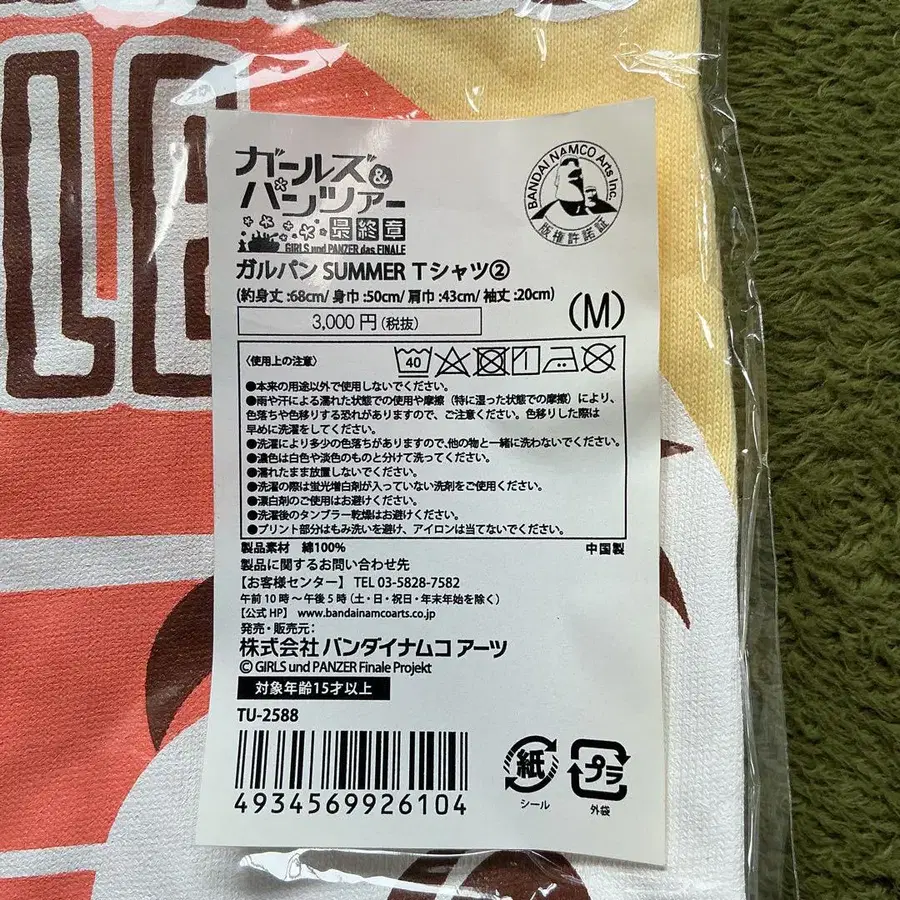 LE
ガールズ&
パンツァー
最終章
GIRLS und PANZER das FINALE
BANDAI NAMCO Arts Inc.
版権許諾証
ガルパン SUMMER Tシャツ②
(約身丈:68cm/身巾:50cm/肩巾:43cm/袖丈:20cm)
(M)
3,000 円(税抜)
〈使用上の注意〉
40
●本来の用途以外で使用しないでください。
●雨や汗による濡れた状態での使用や摩擦（特に湿った状態での摩擦）により、
色落ちや色移りする恐れがありますので、ご注意ください。色移りした際は
早めに洗濯をしてください。
●洗濯により多少の色落ちがありますので、他の物と一緒に洗わないでください。
●濃色は白色や淡色のものと分けて洗ってください。
●濡れたまま放置しないでください。
●洗濯の際は蛍光増白剤が入っていない洗剤をご使用ください。
●漂白剤のご使用はお避けください。
●洗濯後のタンブラー乾燥はお避けください。
●プリント部分はもみ洗いを避け、アイロンは当てないでください。
製品素材　綿100%
中国製
製品に関するお問い合わせ先
【お客様センター】 TEL 03-5828-7582
午前10時～午後5時（土・日・祝日・年末年始を除く）
【公式HP】 www.bandainamcoarts.co.jp
発売・販売元：
株式会社 バンダイナムコ アーツ
© GIRLS und PANZER Finale Projekt
対象年齢15才以上
TU-2588
4934569926104
紙
シール
プラ
外袋